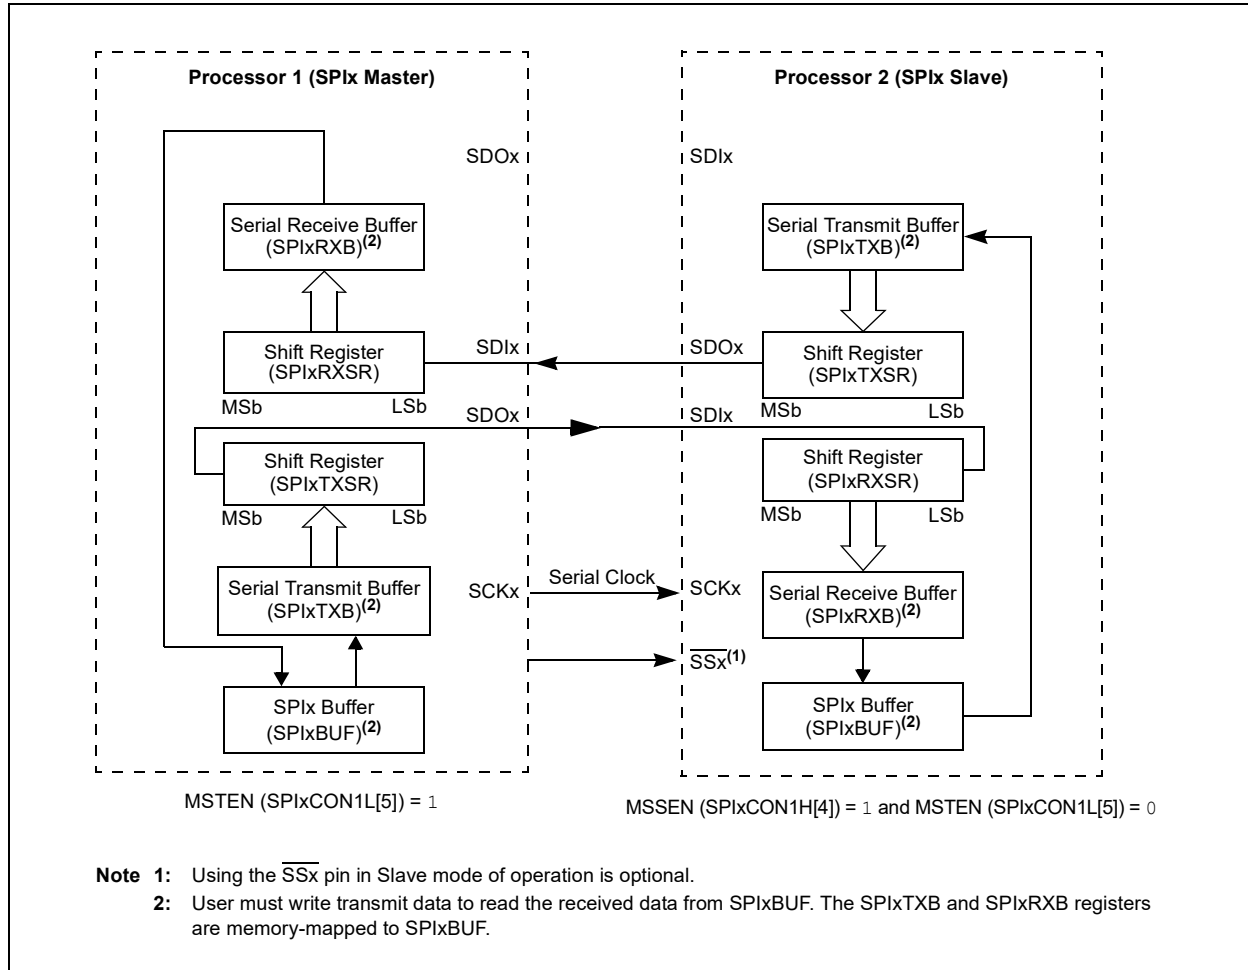 Processor 1 (SPIx Master)
Processor 2 (SPIx Slave)
SDOx
SDIx
Serial Receive Buffer
(SPIxRXB)(2)
Serial Transmit Buffer
(SPIxTXB)(2)
Shift Register
(SPIxRXSR)
SDIx
SDOx
Shift Register
(SPIxTXSR)
MSb
LSb
MSb
LSb
SDOx
SDIx
Shift Register
(SPIxTXSR)
Shift Register
(SPIxRXSR)
MSb
LSb
MSb
LSb
Serial Transmit Buffer
(SPIxTXB)(2)
SCKx
Serial Clock
SCKx
Serial Receive Buffer
(SPIxRXB)(2)
SSx(1)
SPIx Buffer
(SPIxBUF)(2)
SPIx Buffer
(SPIxBUF)(2)
MSTEN (SPIxCON1L[5]) = 1
MSSEN (SPIxCON1H[4]) = 1 and MSTEN (SPIxCON1L[5]) = 0
Note 1: Using the SSx pin in Slave mode of operation is optional.
2: User must write transmit data to read the received data from SPIxBUF. The SPIxTXB and SPIxRXB registers
are memory-mapped to SPIxBUF.